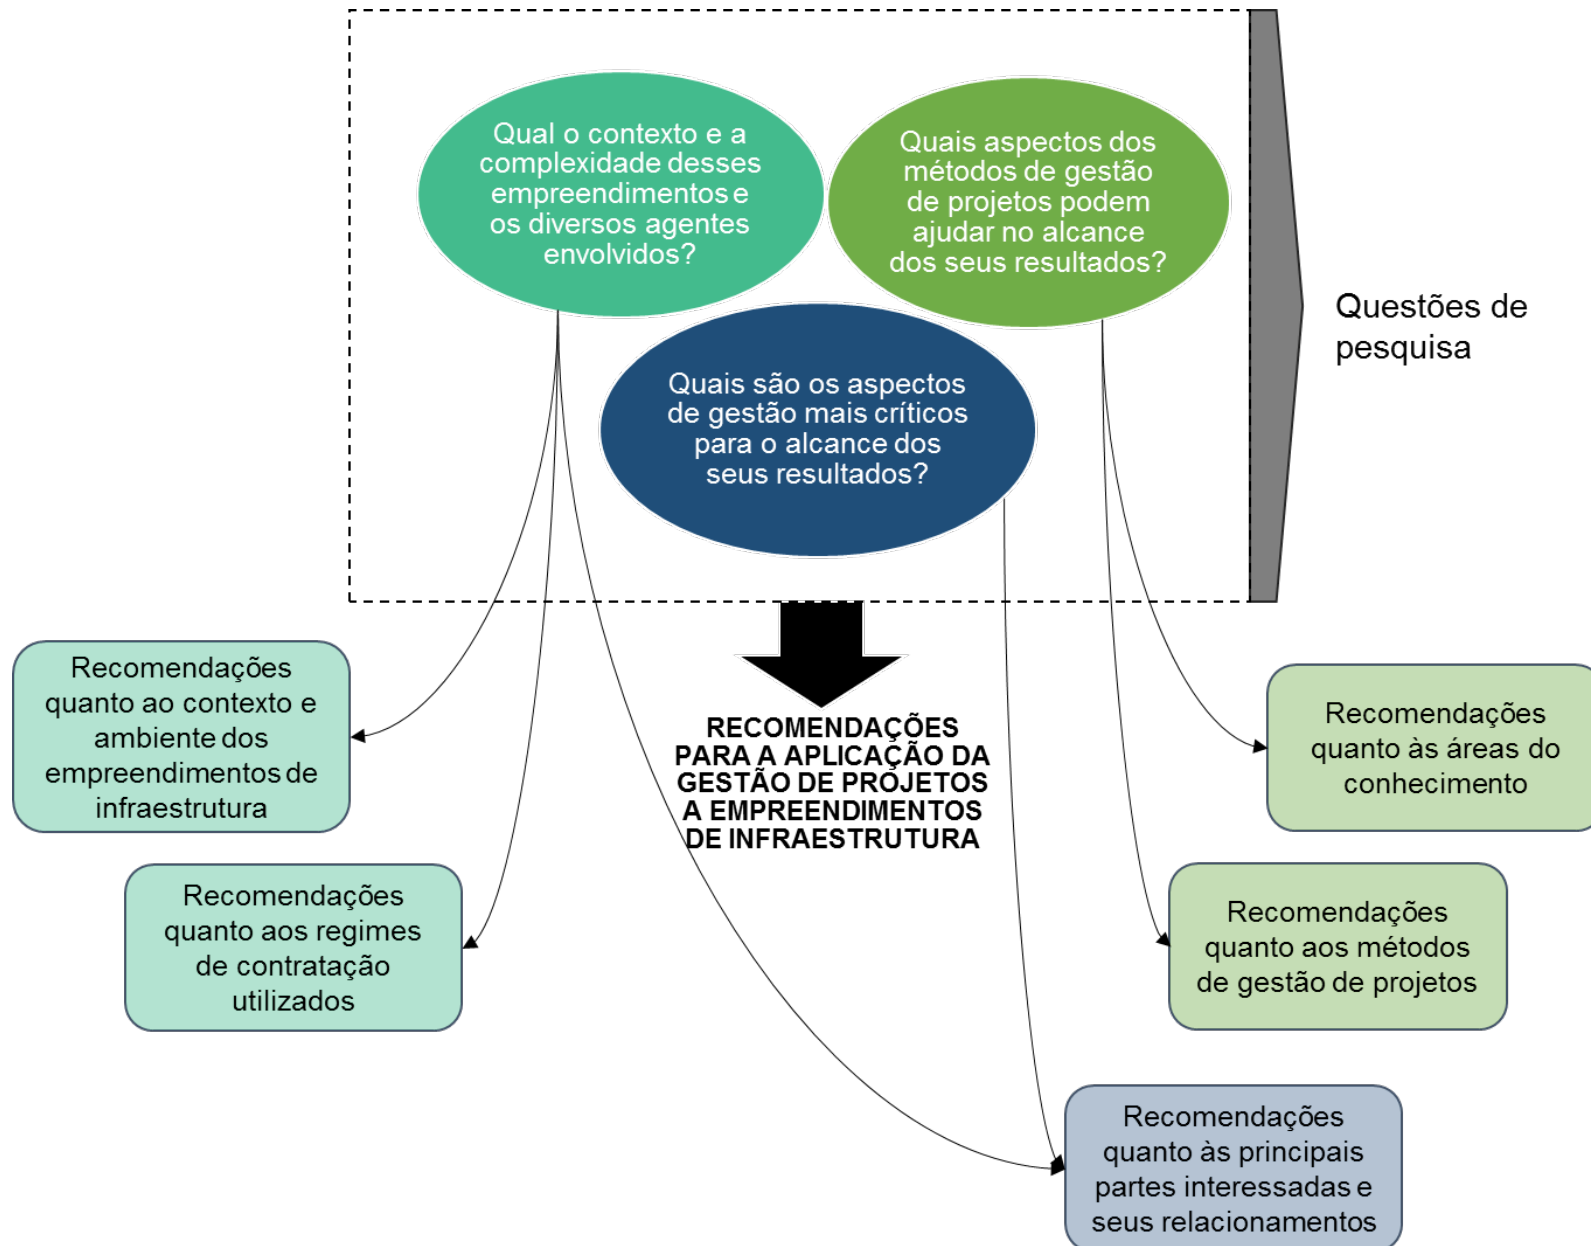 Qual o contexto e a
complexidade desses
empreendimentos e
os diversos agentes
envolvidos?
Quais aspectos dos
métodos de gestão
de projetos podem
ajudar no alcance
dos seus resultados?
Quais são os aspectos
de gestão mais críticos
para o alcance dos
seus resultados?
Questões de
pesquisa
RECOMENDAÇÕES
PARA A APLICAÇÃO DA
GESTÃO DE PROJETOS
A EMPREENDIMENTOS
DE INFRAESTRUTURA
Recomendações
quanto ao contexto e
ambiente dos
empreendimentos de
infraestrutura
Recomendações
quanto aos regimes
de contratação
utilizados
Recomendações
quanto às áreas do
conhecimento
Recomendações
quanto aos métodos
de gestão de projetos
Recomendações
quanto às principais
partes interessadas e
seus relacionamentos